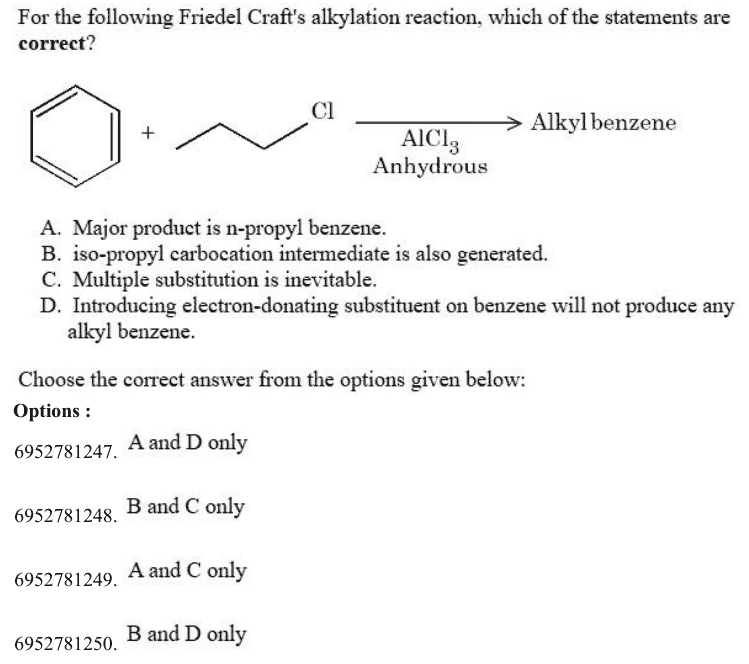 For the following Friedel Craft's alkylation reaction, which of the statements are
correct?
Cl
+
Alkylbenzene
AlCl3
Anhydrous
A. Major product is n-propyl benzene.
B. iso-propyl carbocation intermediate is also generated.
C. Multiple substitution is inevitable.
D. Introducing electron-donating substituent on benzene will not produce any
alkyl benzene.
Choose the correct answer from the options given below:
Options :
6952781247. A and D only
6952781248. B and C only
6952781249. A and C only
6952781250. B and D only